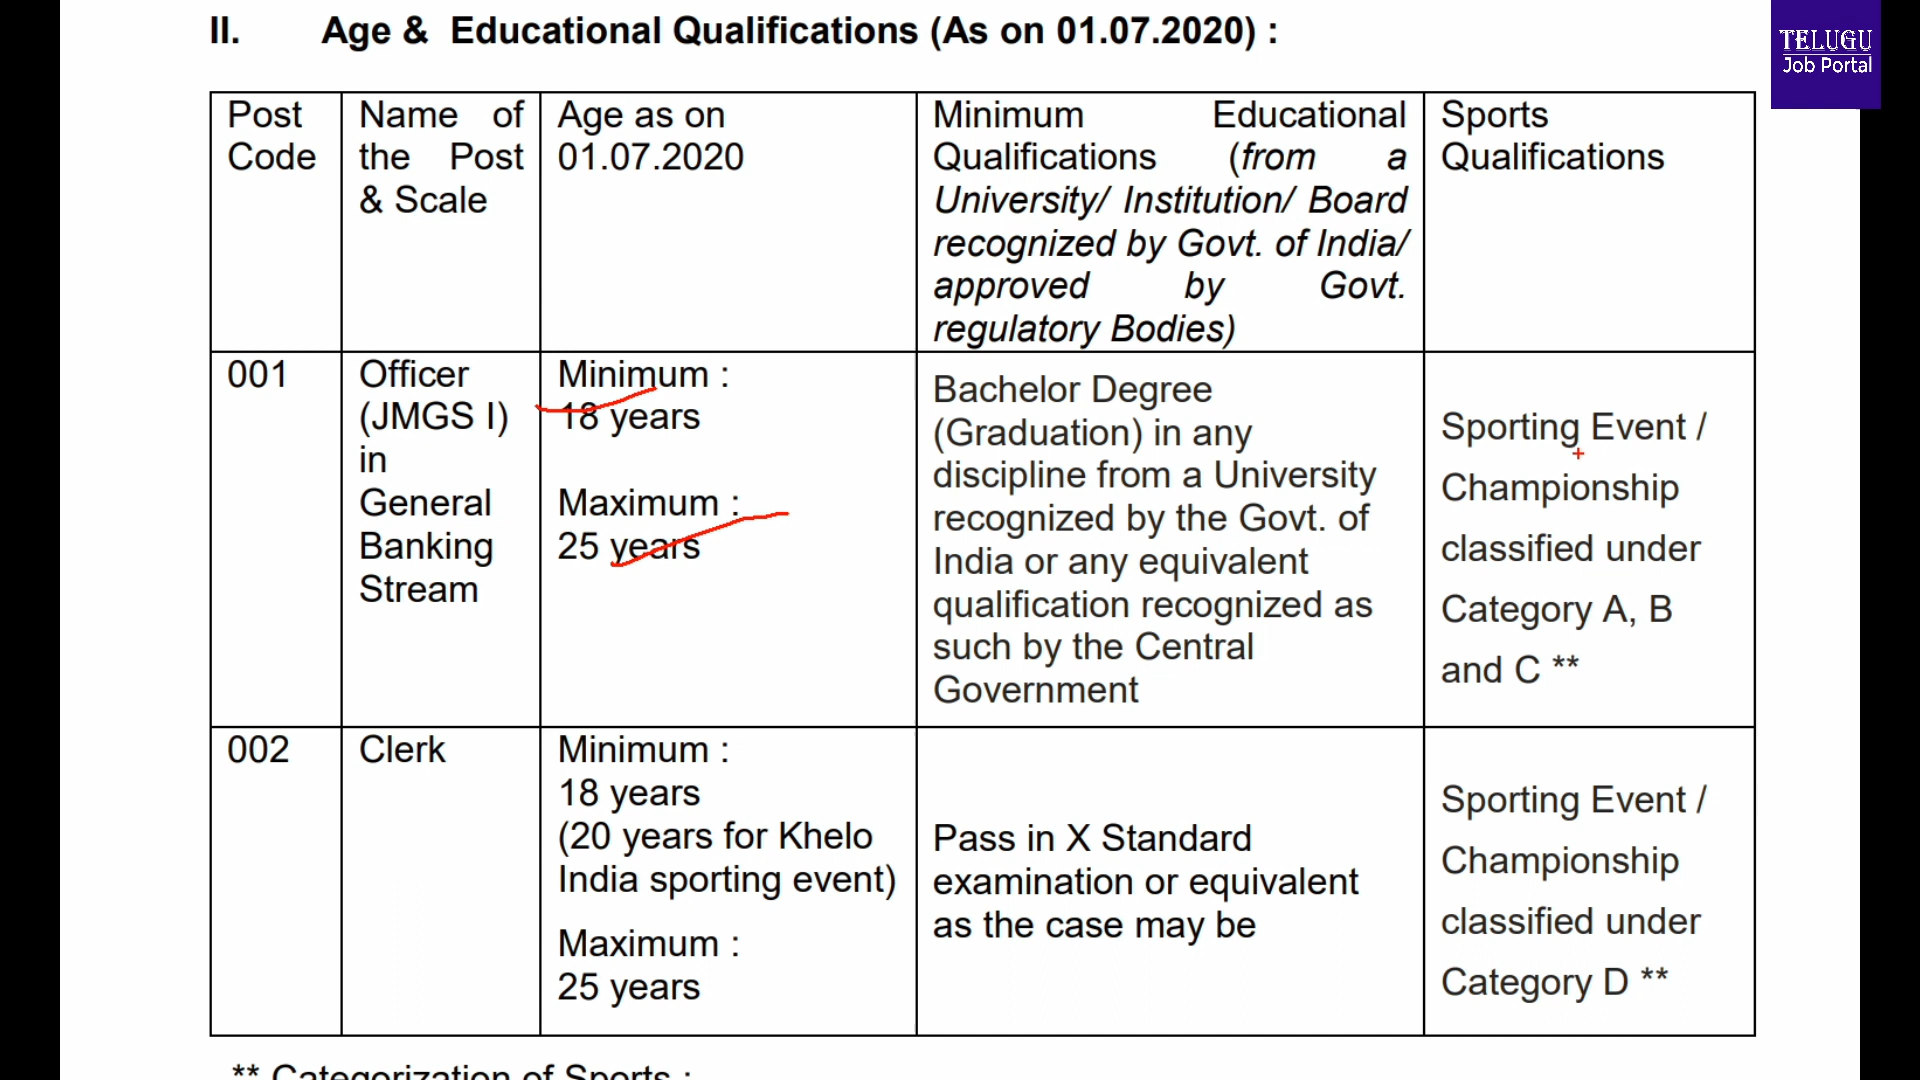 II. Age & Educational Qualifications (As on 01.07.2020) :
TELUGU
Job Portal
Post
Code
Name of
the Post
& Scale
Age as on
01.07.2020
Minimum Educational
Qualifications (from a
University/ Institution/ Board
recognized by Govt. of India/
approved by Govt.
regulatory Bodies)
Sports
Qualifications
001
Officer
(JMGS I)
in
General
Banking
Stream
Minimum :
18 years
Maximum :
25 years
Bachelor Degree
(Graduation) in any
discipline from a University
recognized by the Govt. of
India or any equivalent
qualification recognized as
such by the Central
Government
Sporting Event /
Championship
classified under
Category A, B
and C **
002
Clerk
Minimum :
18 years
(20 years for Khelo
India sporting event)
Maximum :
25 years
Pass in X Standard
examination or equivalent
as the case may be
Sporting Event /
Championship
classified under
Category D **
** Categorization of Sports :